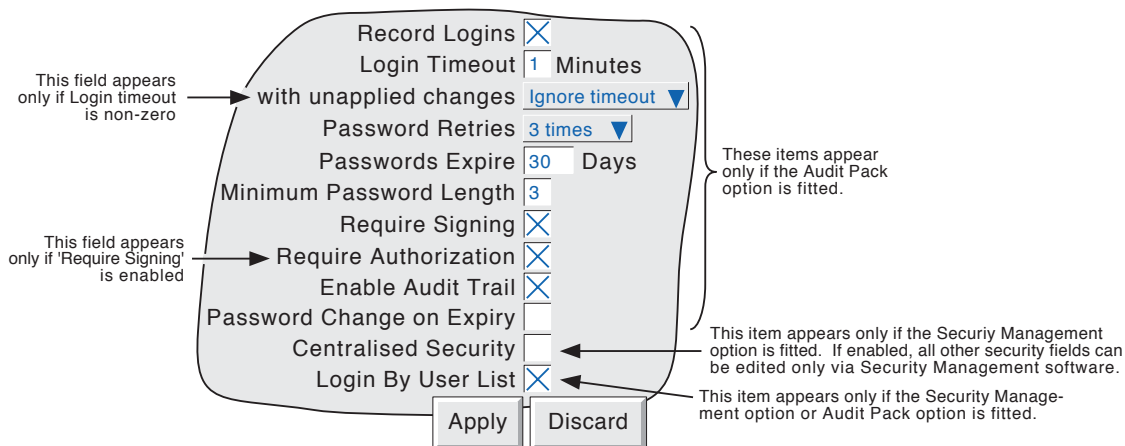 Record Logins
Login Timeout 1 Minutes
This field appears
only if Login timeout
is non-zero
with unapplied changes Ignore timeout
Password Retries 3 times
Passwords Expire 30 Days
These items appear
only if the Audit Pack
option is fitted.
Minimum Password Length 3
Require Signing
This field appears
only if 'Require Signing'
is enabled
Require Authorization
Enable Audit Trail
Password Change on Expiry
Centralised Security
This item appears only if the Securiy Management
option is fitted. If enabled, all other security fields can
be edited only via Security Management software.
Login By User List
This item appears only if the Security Manage-
ment option or Audit Pack option is fitted.
Apply Discard